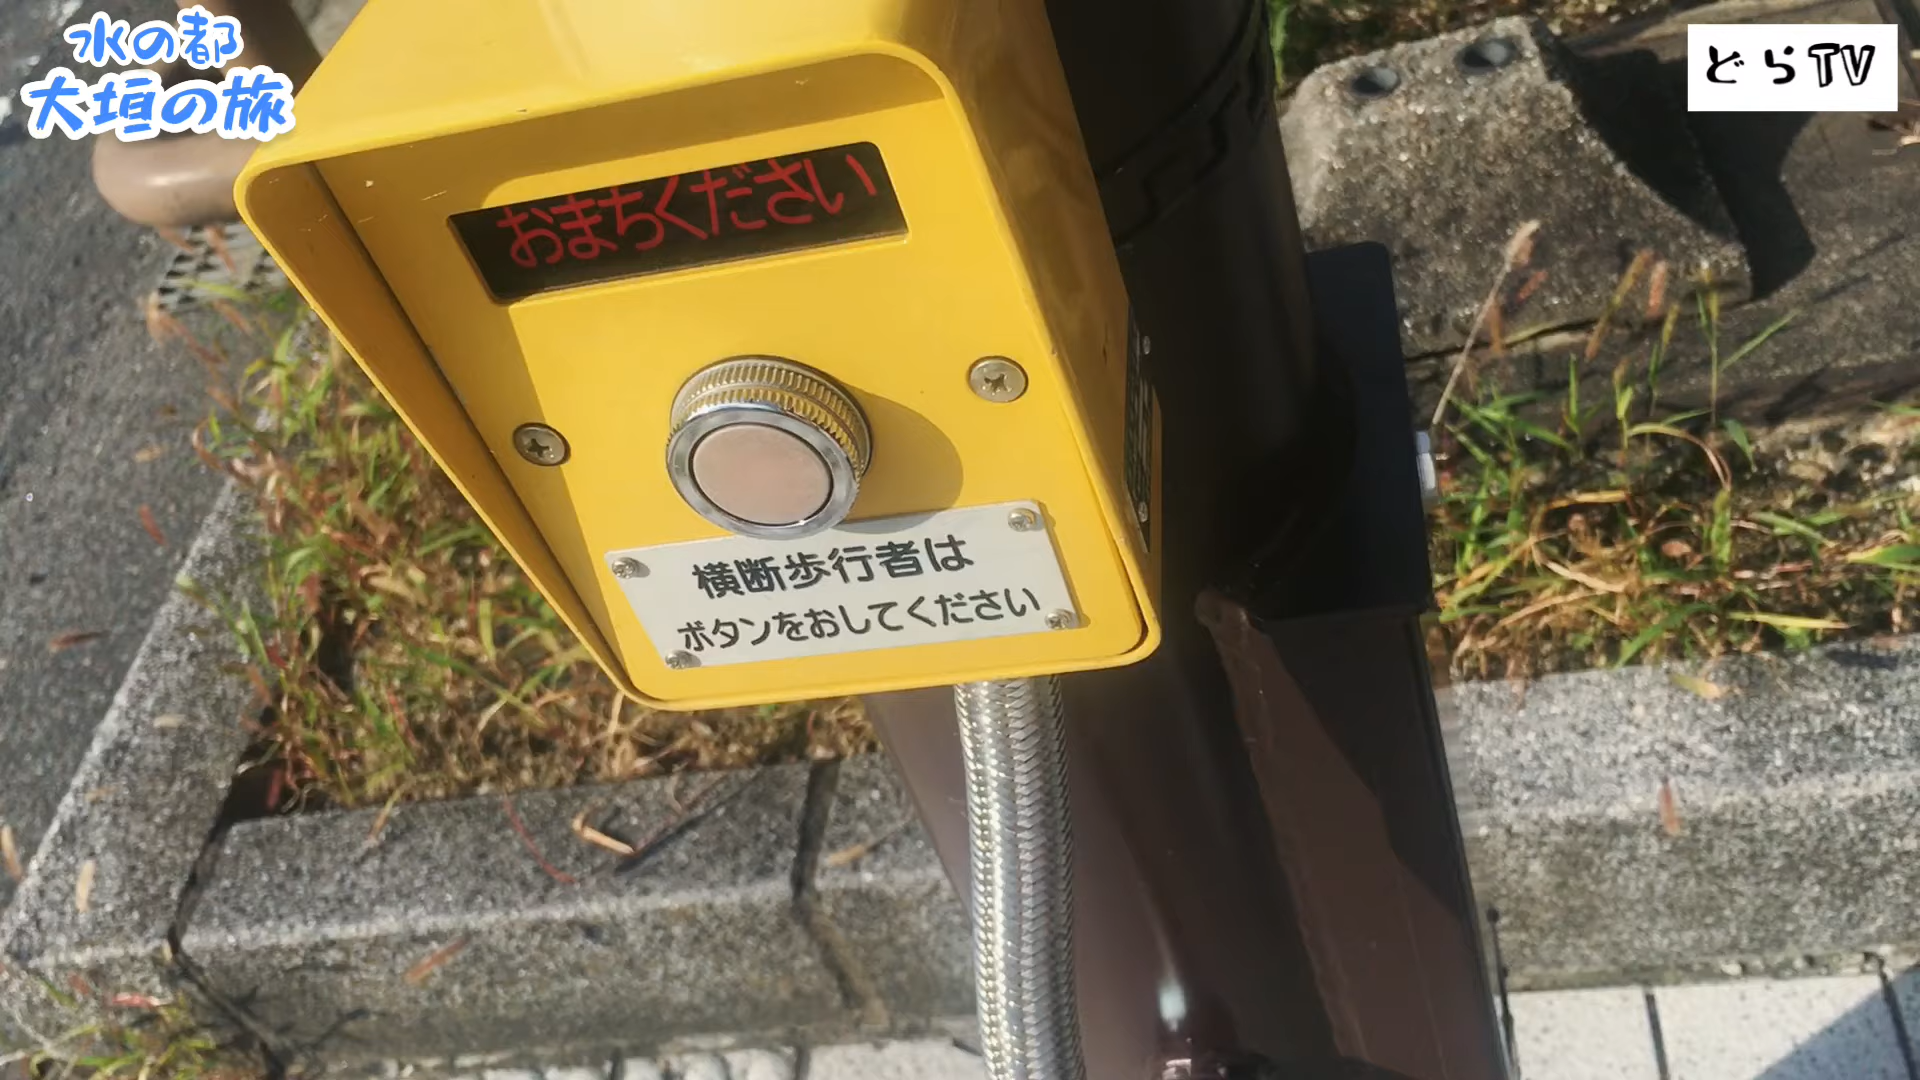 水の都
大垣の旅
どらTV
おまちください
横断歩行者は
ボタンをおしてください